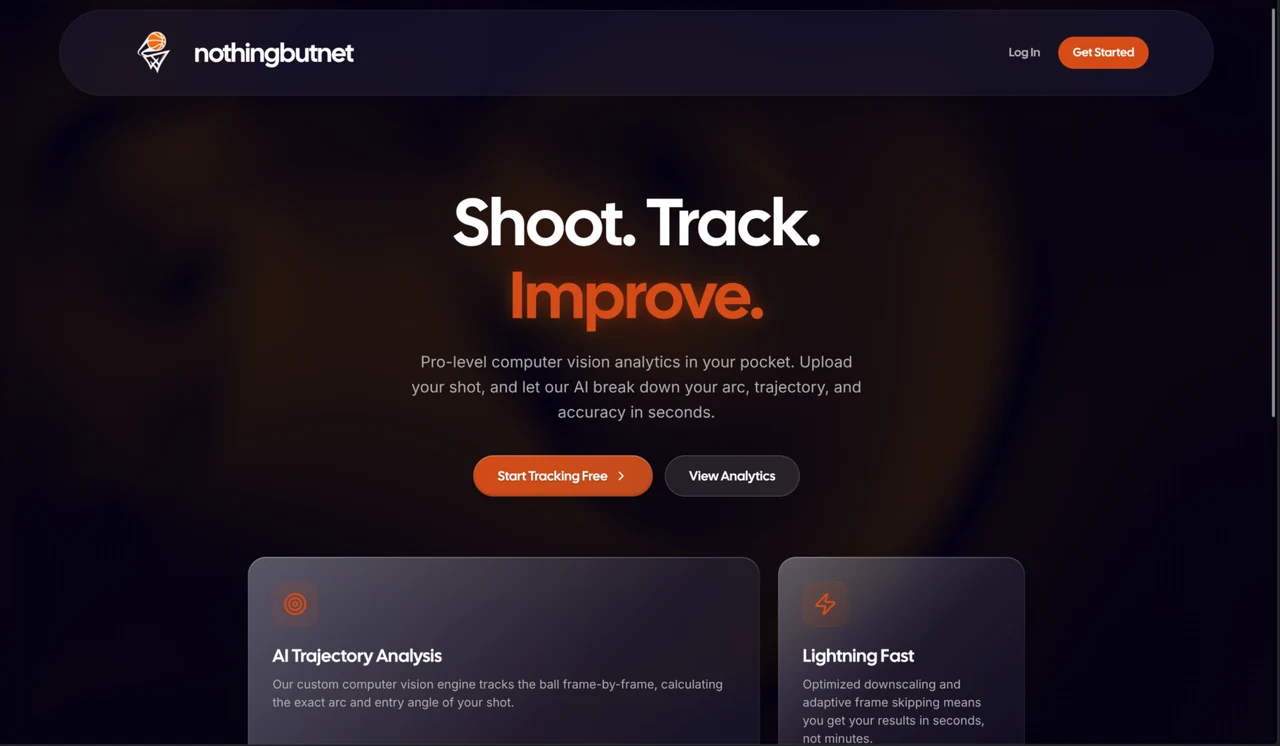 nothingbutnet
Log In
Get Started
Shoot. Track.
Improve.
Pro-level computer vision analytics in your pocket. Upload
your shot, and let our AI break down your arc, trajectory, and
accuracy in seconds.
Start Tracking Free
View Analytics
AI Trajectory Analysis
Our custom computer vision engine tracks the ball frame-by-frame, calculating
the exact arc and entry angle of your shot.
Lightning Fast
Optimized downscaling and
adaptive frame skipping means
you get your results in seconds,
not minutes.